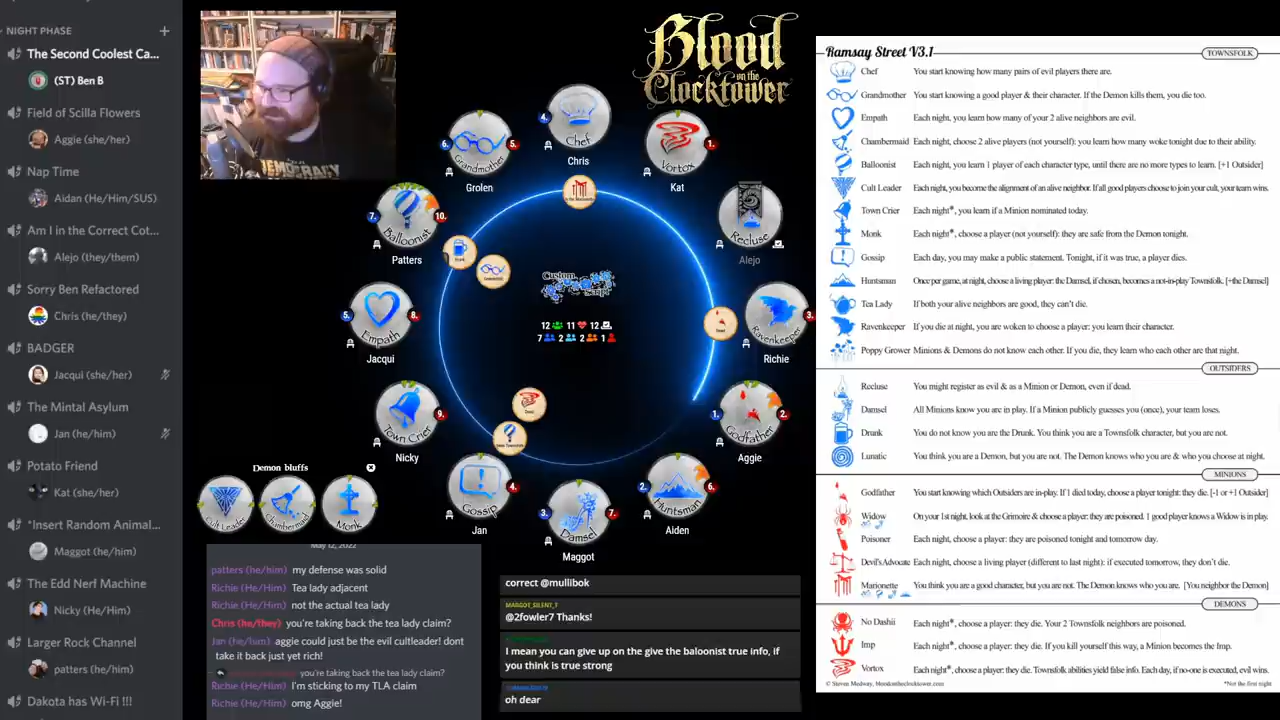 NIGHT PHASE
The Second Coolest Ca...
(ST) Ben B
Federal Scilla Flowers
Aggie (she/her)
Adan (He/Him/SUS)
Am I in the Correct Cot...
Alejo (they/them)
Sorry Ben Refactored
Chris (he/they)
BADGER
Jacqui (she/her)
The Mintal Asylum
Jan (he/him)
Potato Friend
Kat (she/her)
*Insert Random Animal...
Maggot (he/him)
The Edd Nerf Machine
Nicky (He/Him)
Larger Rock Channel
patters (he/him)
Dakota has Wi-Fi !!!
Blood
on the
Clocktower
Chef
Chris
Vortox
Kat
Grandmother
Grolen
Recluse
Alejo
Balloonist
Patters
Ravenkeeper
Richie
Empath
Jacqui
Godfather
Aggie
Nicky
Gossip
Jan
Damsel
Maggot
Huntsman
Aiden
Custom
Script
12 11 12
7 2 2 1
Demon bluffs
Cult Leader
Chambermaid
Monk
May 12, 2022
patters (he/him) my defense was solid
Richie (He/Him) Tea lady adjacent
Richie (He/Him) not the actual tea lady
Chris (he/they) you're taking back the tea lady claim?
Jan (he/him) aggie could just be the evil cultleader! dont
take it back just yet rich!
you're taking back the tea lady claim?
Richie (He/Him) I'm sticking to my TLA claim
Richie (He/Him) omg Aggie!
correct @mullibok
MARGOT_SILENT_T
@2fowler7 Thanks!
I mean you can give up on the give the baloonist true info, if
you think is true strong
oh dear
Ramsay Street V3.1
TOWNSFOLK
Chef You start knowing how many pairs of evil players there are.
Grandmother You start knowing a good player & their character. If the Demon kills them, you die too.
Empath Each night, you learn how many of your 2 alive neighbors are evil.
Chambermaid Each night, choose 2 alive players (not yourself): you learn how many woke tonight due to their ability.
Balloonist Each night, you learn 1 player of each character type, until there are no more types to learn. [+1 Outsider]
Cult Leader Each night, you become the alignment of an alive neighbor. If all good players choose to join your cult, your team wins.
Town Crier Each night*, you learn if a Minion nominated today.
Monk Each night*, choose a player (not yourself): they are safe from the Demon tonight.
Gossip Each day, you may make a public statement. Tonight, if it was true, a player dies.
Huntsman Once per game, at night, choose a living player: the Damsel, if chosen, becomes a not-in-play Townsfolk. [+the Damsel]
Tea Lady If both your alive neighbors are good, they can't die.
Ravenkeeper If you die at night, you are woken to choose a player: you learn their character.
Poppy Grower Minions & Demons do not know each other. If you die, they learn who each other are that night.
OUTSIDERS
Recluse You might register as evil & as a Minion or Demon, even if dead.
Damsel All Minions know you are in play. If a Minion publicly guesses you (once), your team loses.
Drunk You do not know you are the Drunk. You think you are a Townsfolk character, but you are not.
Lunatic You think you are a Demon, but you are not. The Demon knows who you are & who you choose at night.
MINIONS
Godfather You start knowing which Outsiders are in-play. If 1 died today, choose a player tonight: they die. [-1 or +1 Outsider]
Widow On your 1st night, look at the Grimoire & choose a player: they are poisoned. 1 good player knows a Widow is in play.
Poisoner Each night, choose a player: they are poisoned tonight and tomorrow day.
Devil's Advocate Each night, choose a living player (different to last night): if executed tomorrow, they don't die.
Marionette You think you are a good character, but you are not. The Demon knows who you are. [You neighbor the Demon]
DEMONS
No Dashii Each night*, choose a player: they die. Your 2 Townsfolk neighbors are poisoned.
Imp Each night*, choose a player: they die. If you kill yourself this way, a Minion becomes the Imp.
Vortox Each night*, choose a player: they die. Townsfolk abilities yield false info. Each day, if no-one is executed, evil wins.
© Steven Medway, bloodontheclocktower.com
*Not the first night